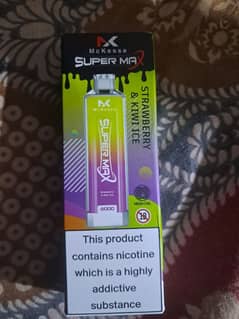 McKesse
SUPER MAX
STRAWBERRY
& KIWI ICE
McKesse
SUPER MAX
This product
contains nicotine
which is a highly
addictive
substance